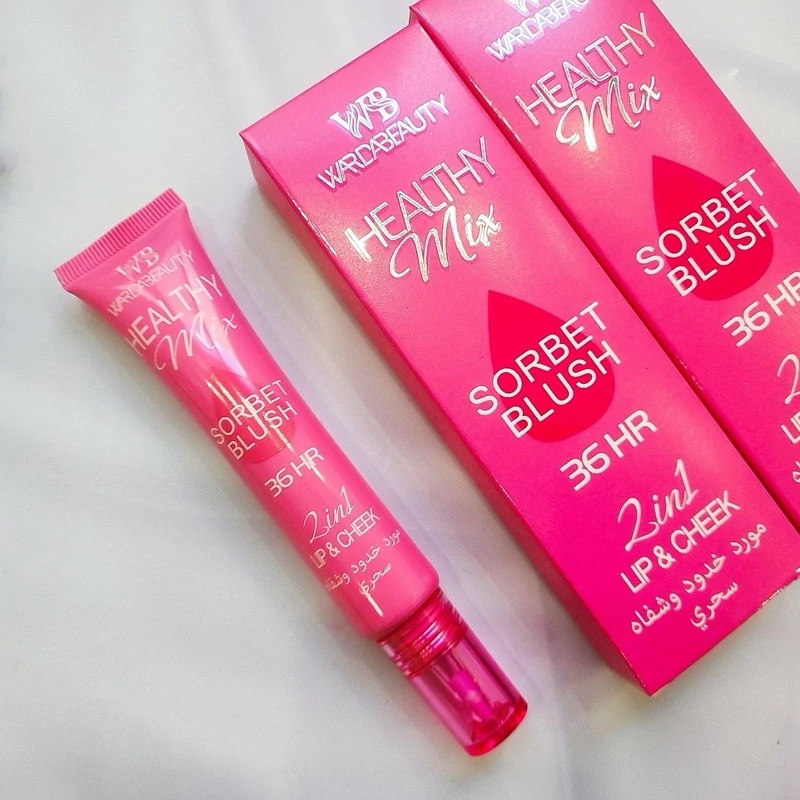 WB
WARDABEAUTY
HEALTHY
Mix
SORBET
BLUSH
36 HR
2in1
LIP & CHEEK
مورد خدود وشفاه
سحري
WB
WARDABEAUTY
HEALTHY
Mix
SORBET
BLUSH
36 HR
2in1
LIP & CHEEK
مورد خدود وشفاه
سحري
WARDABEAUTY
HEALTHY
Mix
SORBET
BLUSH
36 HR